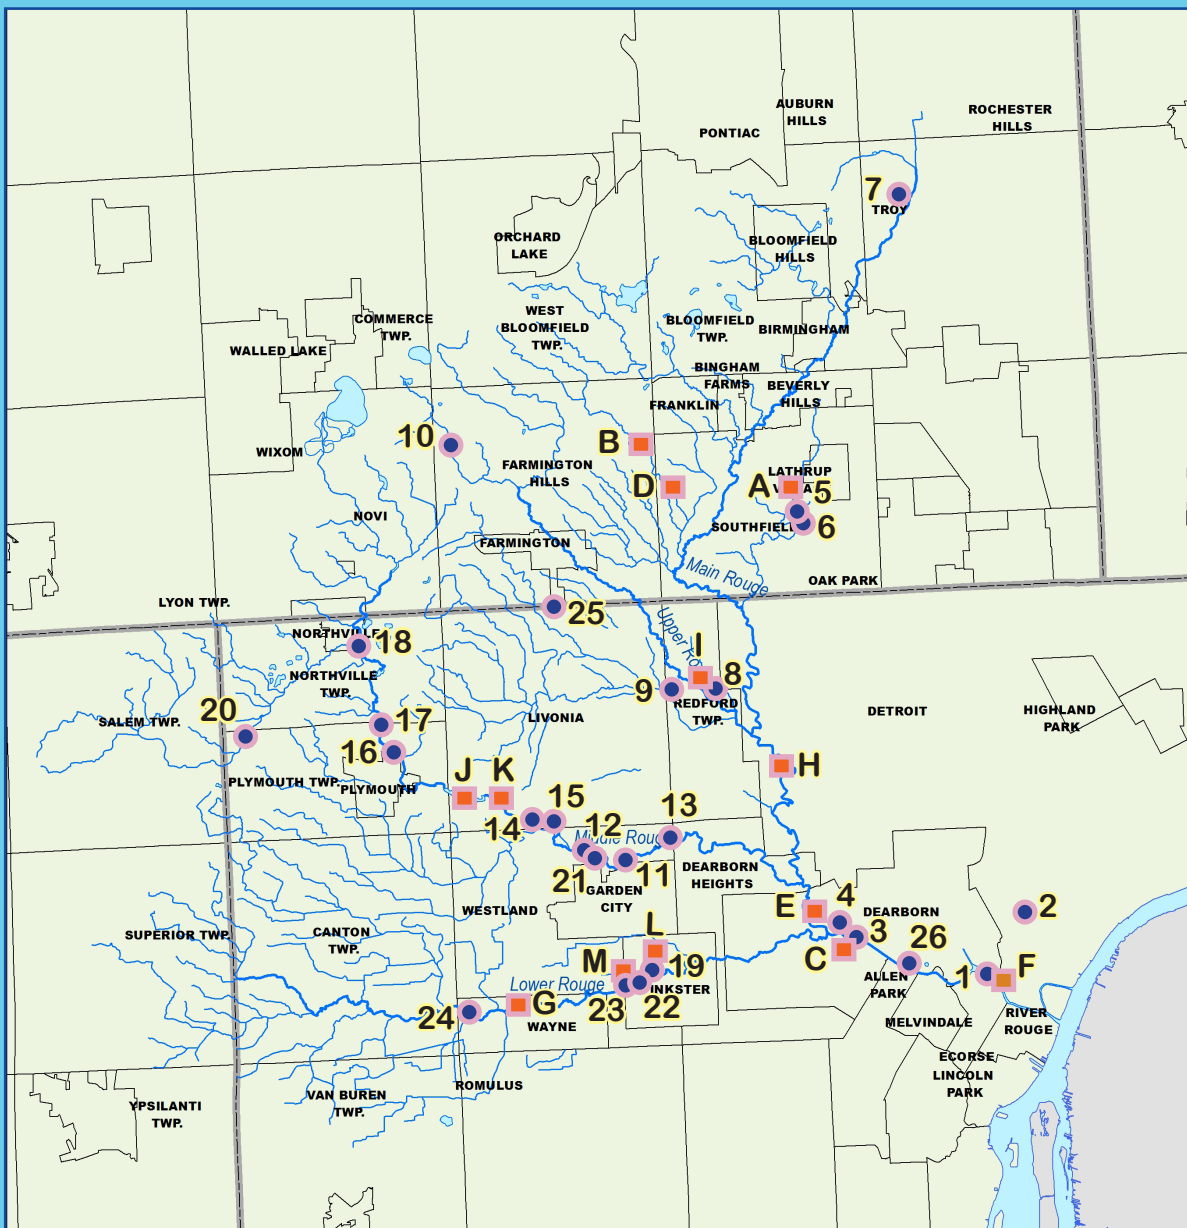 AUBURN
HILLS
ROCHESTER
HILLS
PONTIAC
7
TROY
ORCHARD
LAKE
BLOOMFIELD
HILLS
COMMERCE
TWP.
WEST
BLOOMFIELD
TWP.
BLOOMFIELD
TWP.
BIRMINGHAM
WALLED LAKE
BINGHAM
FARMS
BEVERLY
HILLS
FRANKLIN
10
B
WIXOM
FARMINGTON
HILLS
D
LATHRUP
A
5
NOVI
SOUTHFIEL
6
FARMINGTON
Main Rouge
OAK PARK
LYON TWP.
25
Upper Ro
NORTHVILLE
18
I
NORTHVILLE
TWP.
9
8
REDFORD
TWP.
20
SALEM TWP.
17
LIVONIA
DETROIT
HIGHLAND
PARK
16
H
PLYMOUTH TWP.
PLYMOUTH
J
K
14
15
13
12
Middle Roug
21
11
DEARBORN
HEIGHTS
GARDEN
CITY
WESTLAND
E
4
DEARBORN
2
SUPERIOR TWP.
CANTON
TWP.
L
C
3
26
M
19
ALLEN
PARK
1
F
Lower Rouge
INKSTER
24
G
23
22
WAYNE
MELVINDALE
RIVER
ROUGE
ECORSE
LINCOLN
PARK
ROMULUS
VAN BUREN
TWP.
YPSILANTI
TWP.